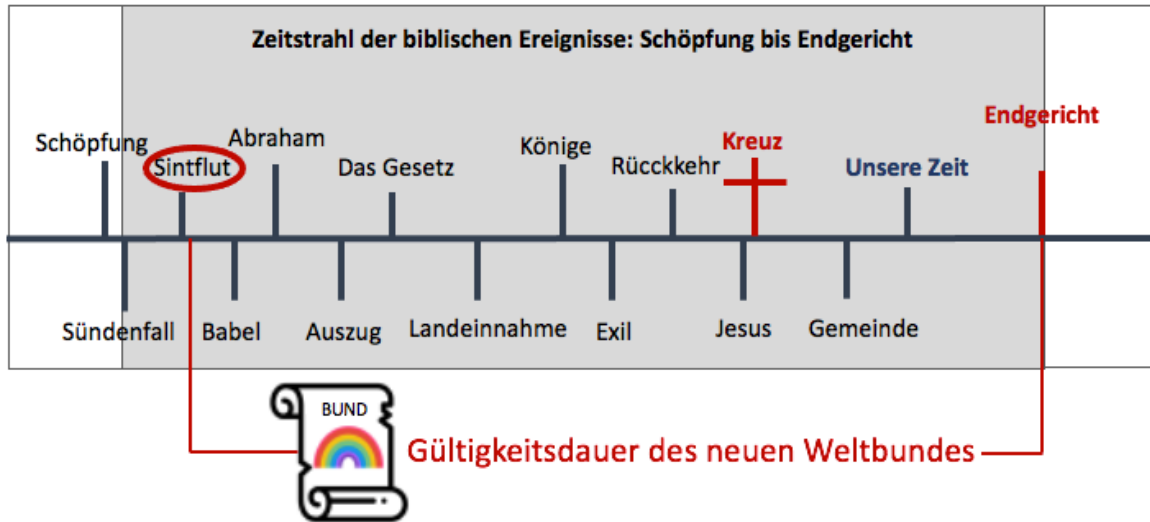 Zeitstrahl der biblischen Ereignisse: Schöpfung bis Endgericht
Schöpfung
Sintflut
Abraham
Das Gesetz
Könige
Rücckkehr
Kreuz
Unsere Zeit
Endgericht
Sündenfall
Babel
Auszug
Landeinnahme
Exil
Jesus
Gemeinde
BUND
Gültigkeitsdauer des neuen Weltbundes